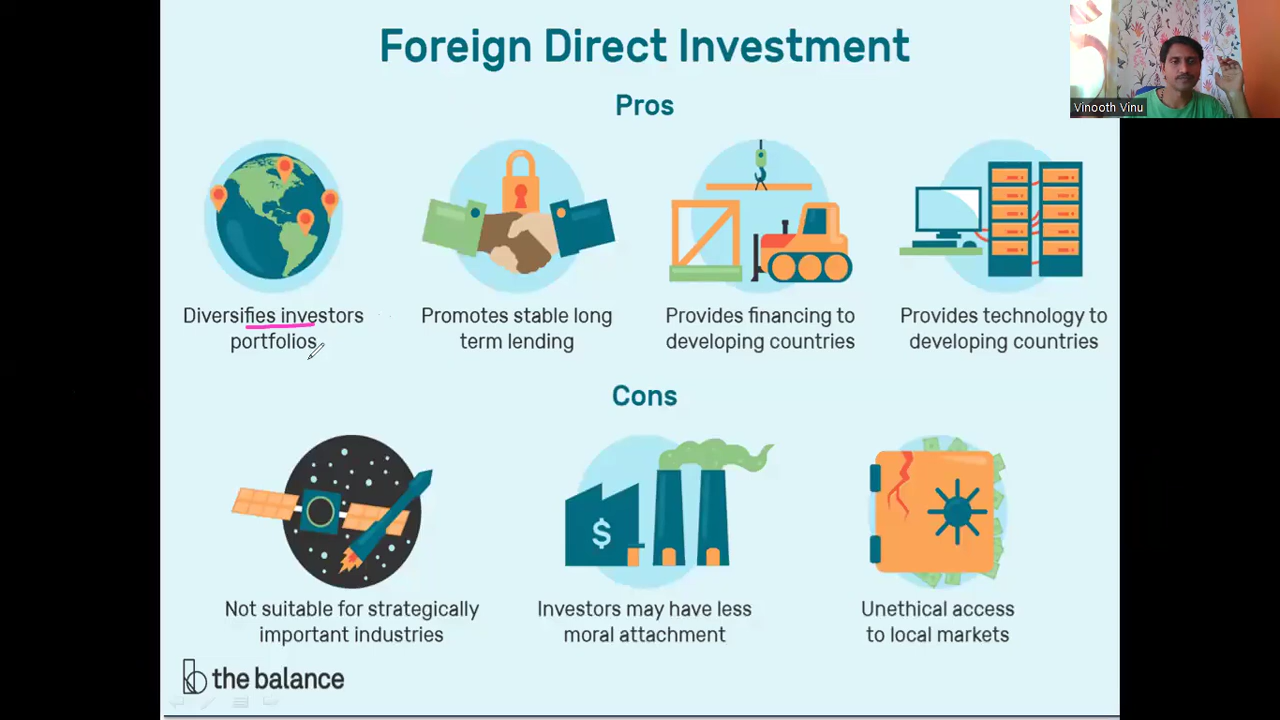 Foreign Direct Investment
Vinooth Vinu
Pros
Diversifies investors
portfolios
Promotes stable long
term lending
Provides financing to
developing countries
Provides technology to
developing countries
Cons
$
Not suitable for strategically
important industries
Investors may have less
moral attachment
Unethical access
to local markets
b the balance